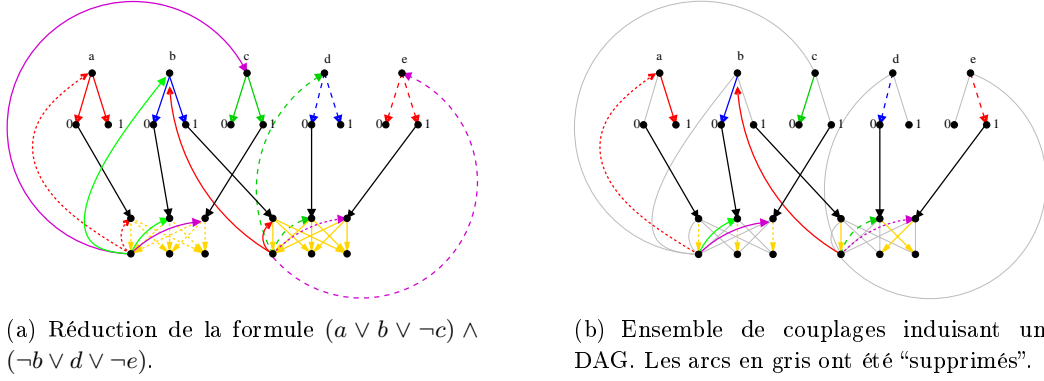 a b c d e
0 1 0 1 0 1 0 1 0 1
(a) Réduction de la formule (a ∨ b ∨ ¬c) ∧
(¬b ∨ d ∨ ¬e).
a b c d e
0 1 0 1 0 1 0 1 0 1
(b) Ensemble de couplages induisant un
DAG. Les arcs en gris ont été “supprimés”.